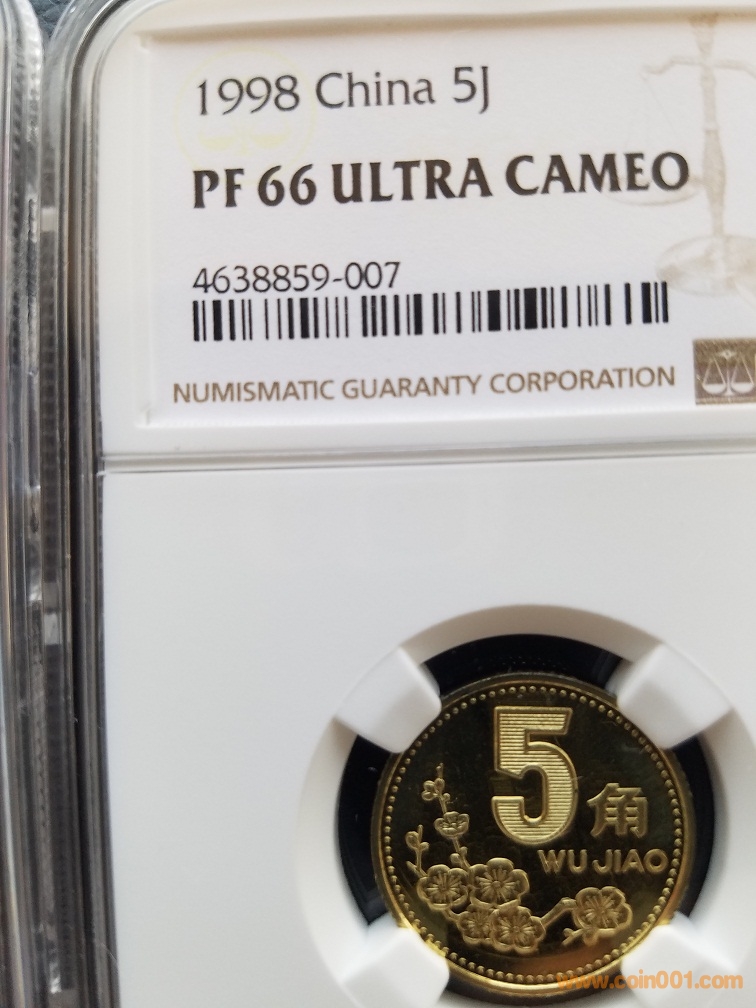 1998 China 5J
PF 66 ULTRA CAMEO
4638859-007
NUMISMATIC GUARANTY CORPORATION
5
角
WU JIAO
www.coin001.com